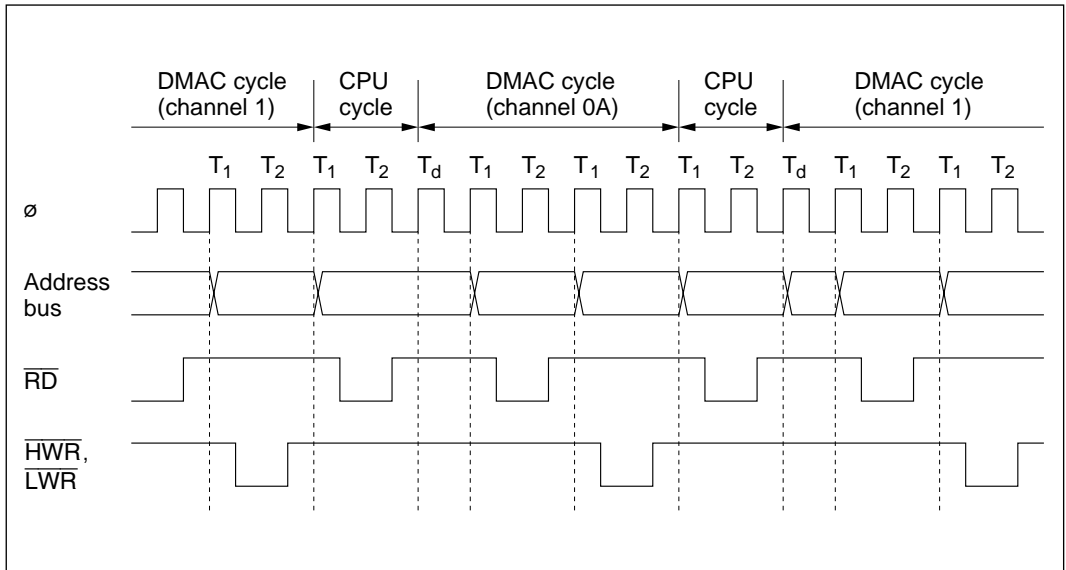 DMAC cycle (channel 1)
CPU cycle
DMAC cycle (channel 0A)
CPU cycle
DMAC cycle (channel 1)
T1 T2 T1 T2 Td T1 T2 T1 T2 T1 T2 Td T1 T2 T1 T2
ø
Address bus
RD
HWR,
LWR